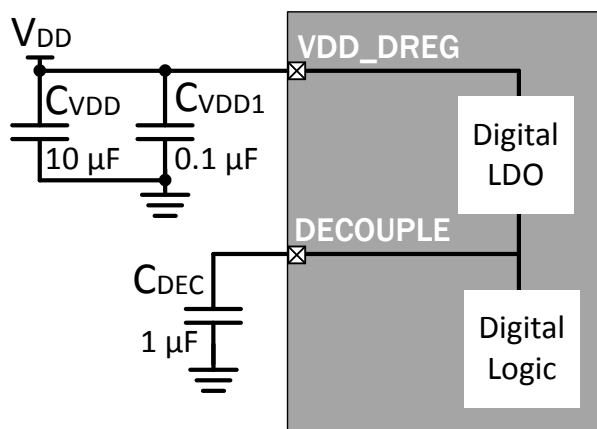 VDD
VDD_DREG
CVDD
CVDD1
10 µF
0.1 µF
Digital
LDO
DECOUPLE
CDEC
1 µF
Digital
Logic